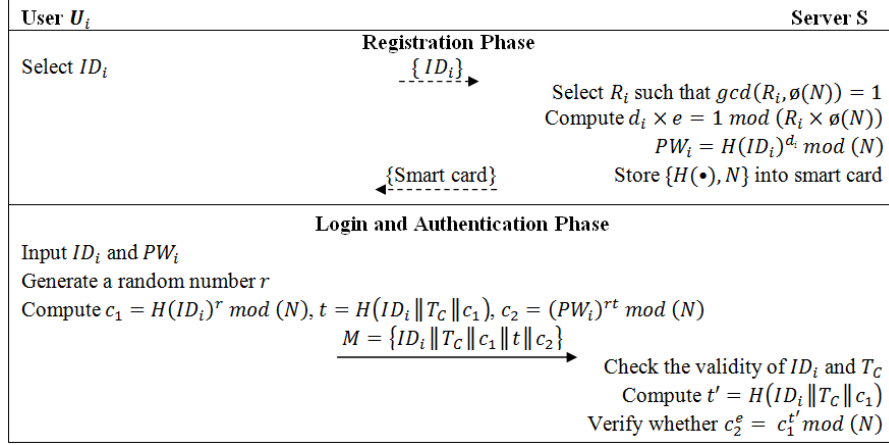 User U_i Server S
Registration Phase
Select ID_i {ID_i}
Select R_i such that gcd(R_i, ø(N)) = 1
Compute d_i × e = 1 mod (R_i × ø(N))
PW_i = H(ID_i)^{d_i} mod (N)
{Smart card} Store {H(•), N} into smart card
Login and Authentication Phase
Input ID_i and PW_i
Generate a random number r
Compute c_1 = H(ID_i)^r mod (N), t = H(ID_i‖T_C‖c_1), c_2 = (PW_i)^{rt} mod (N)
M = {ID_i‖T_C‖c_1‖t‖c_2}
Check the validity of ID_i and T_C
Compute t′ = H(ID_i‖T_C‖c_1)
Verify whether c_2^e = c_1^{t′} mod (N)